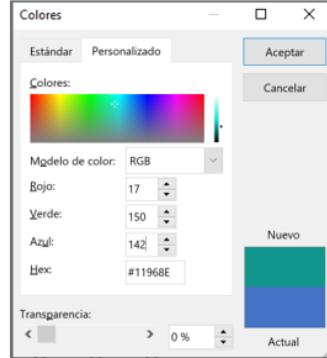 Colores
Estándar Personalizado
Aceptar
Cancelar
Colores:
Modelo de color: RGB
Rojo: 17
Verde: 150
Azul: 142
Hex: #11968E
Nuevo
Actual
Transparencia:
0 %